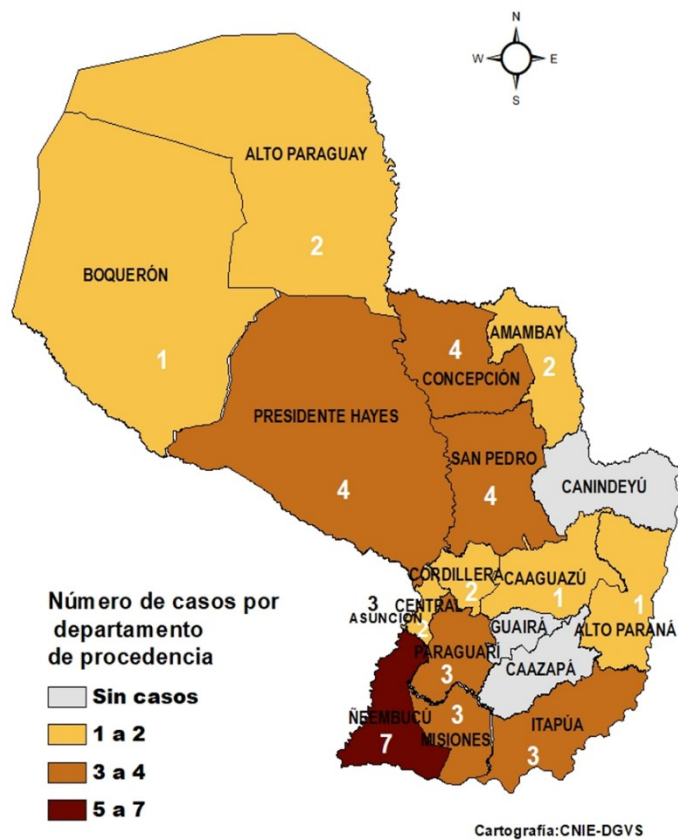 N
W E
S
ALTO PARAGUAY
2
BOQUERÓN
1
AMAMBAY
2
4
CONCEPCIÓN
PRESIDENTE HAYES
4
SAN PEDRO
4
CANINDEYÚ
CORDILLERA
2
CAAGUAZÚ
1
1
ALTO PARANÁ
3
ASUNCIÓN
CENTRAL
2
GUAIRÁ
PARAGUARÍ
3
CAAZAPÁ
ÑEEMBUCÚ
7
3
MISIONES
ITAPÚA
3
Número de casos por
departamento
de procedencia
Sin casos
1 a 2
3 a 4
5 a 7
Cartografía:CNIE-DGVS